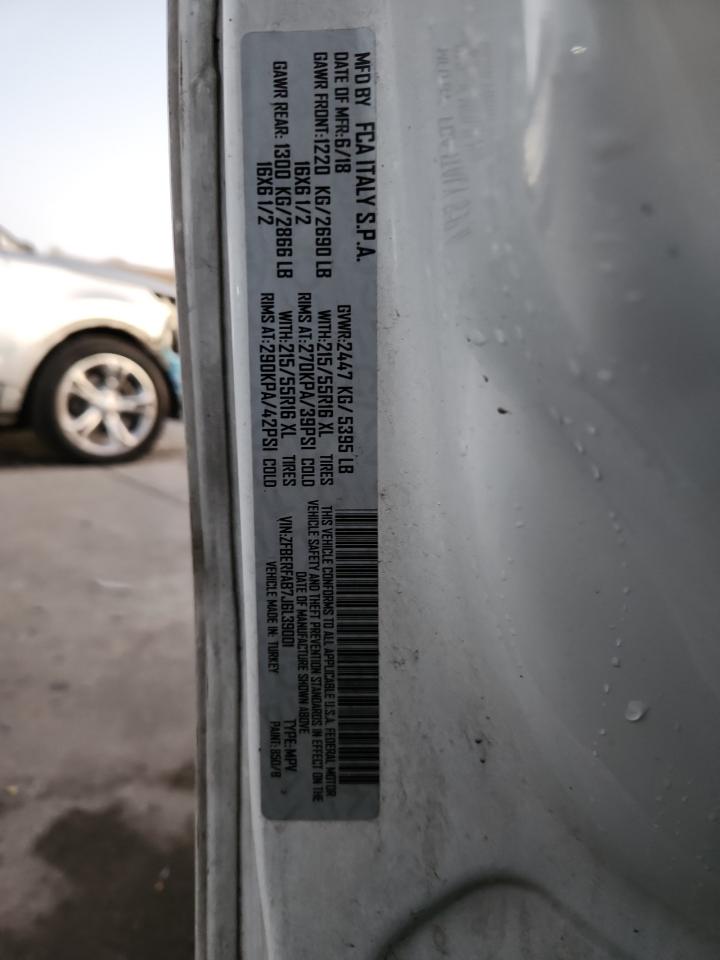 MFD BY FCA ITALY S.P.A.
DATE OF MFR:6/18 GVWR:2447 KG/5395 LB
GAWR FRONT:1220 KG/2690 LB WITH:215/55R16 XL TIRES
16X6 1/2 RIMS AT:270KPA/39PSI COLD
GAWR REAR: 1300 KG/2866 LB WITH:215/55R16 XL TIRES
16X6 1/2 RIMS AT:290KPA/42PSI COLD.
THIS VEHICLE CONFORMS TO ALL APPLICABLE U.S.A. FEDERAL MOTOR
VEHICLE SAFETY AND THEFT PREVENTION STANDARDS IN EFFECT ON THE
DATE OF MANUFACTURE SHOWN ABOVE
VIN:ZFBERFAB7J6L39001 TYPE:MPV
VEHICLE MADE IN: TURKEY PAINT: 850/B